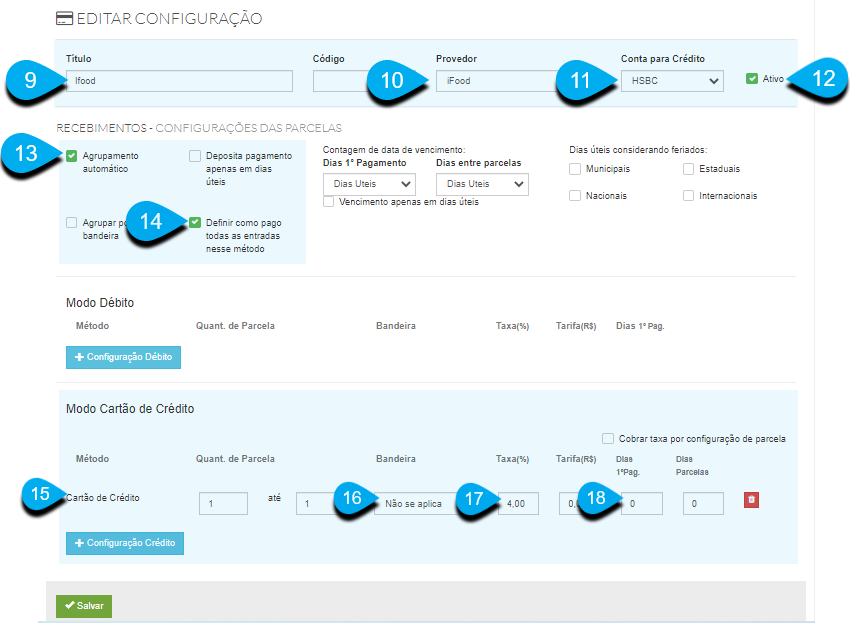 EDITAR CONFIGURAÇÃO
Título Código Provedor Conta para Crédito
9 Ifood 10 iFood 11 HSBC Ativo 12
RECEBIMENTOS - CONFIGURAÇÕES DAS PARCELAS
13 Agrupamento
automático
Deposita pagamento
apenas em dias
úteis
Agrupar
bandeira
14 Definir como pago
todas as entradas
nesse método
Contagem de data de vencimento:
Dias 1º Pagamento Dias entre parcelas
Dias Uteis Dias Uteis
Vencimento apenas em dias úteis
Dias úteis considerando feriados:
Municipais Estaduais
Nacionais Internacionais
Modo Débito
Método Quant. de Parcela Bandeira Taxa(%) Tarifa(R$) Dias 1º Pag.
+ Configuração Débito
Modo Cartão de Crédito
Cobrar taxa por configuração de parcela
Método Quant. de Parcela Bandeira Taxa(%) Tarifa(R$) Dias
1ºPag.
Dias
Parcelas
15 Cartão de Crédito 1 até 1 16 Não se aplica 17 4,00 0, 18 0 0
+ Configuração Crédito
Salvar